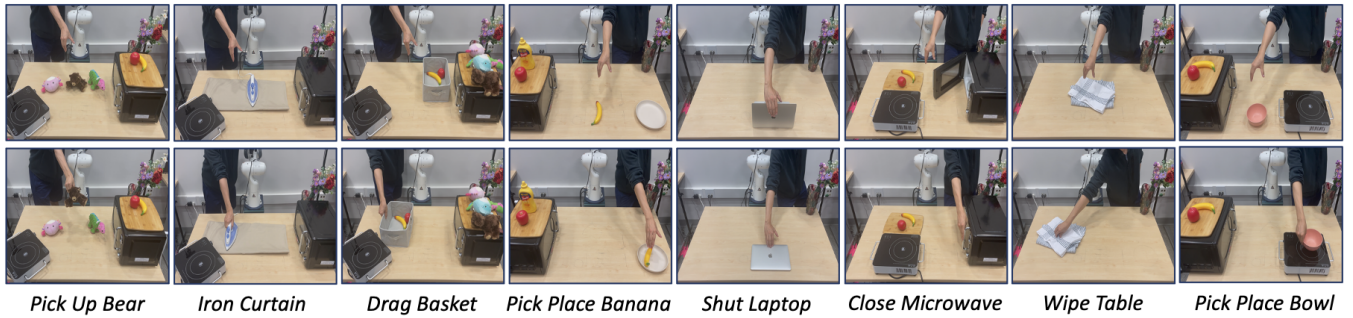 Pick Up Bear
Iron Curtain
Drag Basket
Pick Place Banana
Shut Laptop
Close Microwave
Wipe Table
Pick Place Bowl